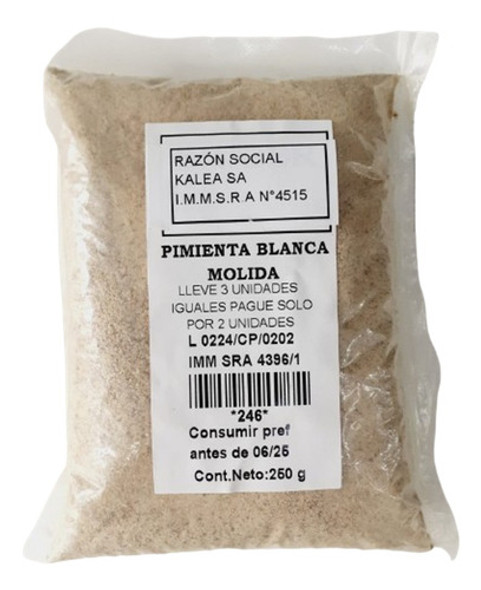 RAZÓN SOCIAL
KALEA SA
I.M.M.S.R A N°4515
PIMIENTA BLANCA
MOLIDA
LLEVE 3 UNIDADES
IGUALES PAGUE SOLO
POR 2 UNIDADES
L 0224/CP/0202
IMM SRA 4396/1
*246*
Consumir pref
antes de 06/25
Cont.Neto:250 g